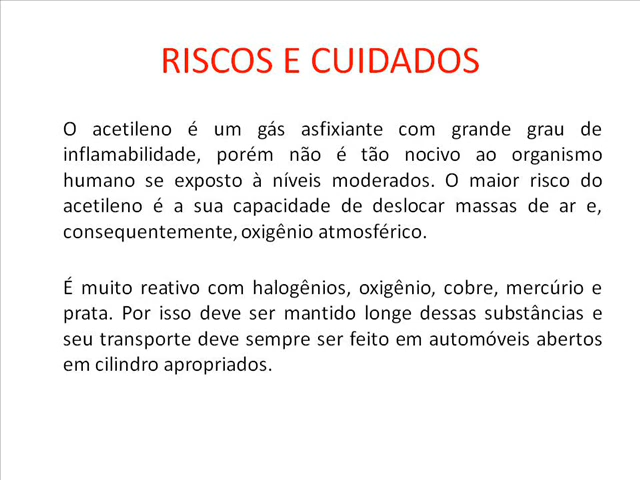 RISCOS E CUIDADOS
O acetileno é um gás asfixiante com grande grau de
inflamabilidade, porém não é tão nocivo ao organismo
humano se exposto à níveis moderados. O maior risco do
acetileno é a sua capacidade de deslocar massas de ar e,
consequentemente, oxigênio atmosférico.
É muito reativo com halogênios, oxigênio, cobre, mercúrio e
prata. Por isso deve ser mantido longe dessas substâncias e
seu transporte deve sempre ser feito em automóveis abertos
em cilindro apropriados.